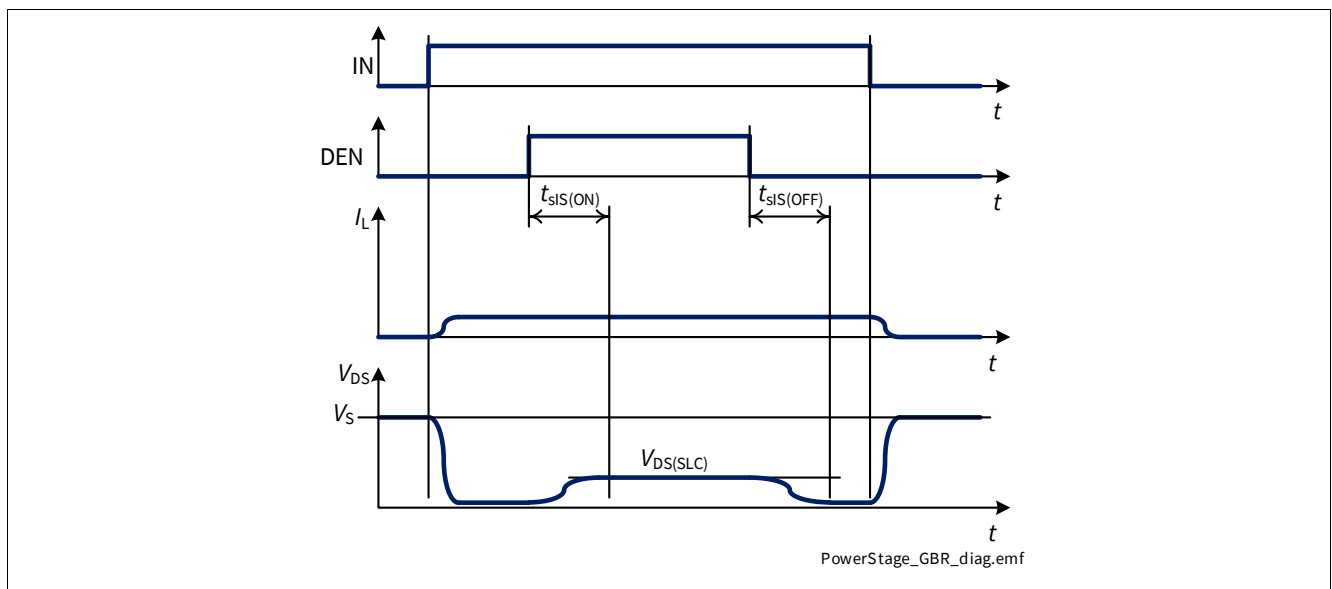 IN
t
DEN
t
tsIS(ON)
tsIS(OFF)
IL
t
VDS
VS
VDS(SLC)
t
PowerStage_GBR_diag.emf